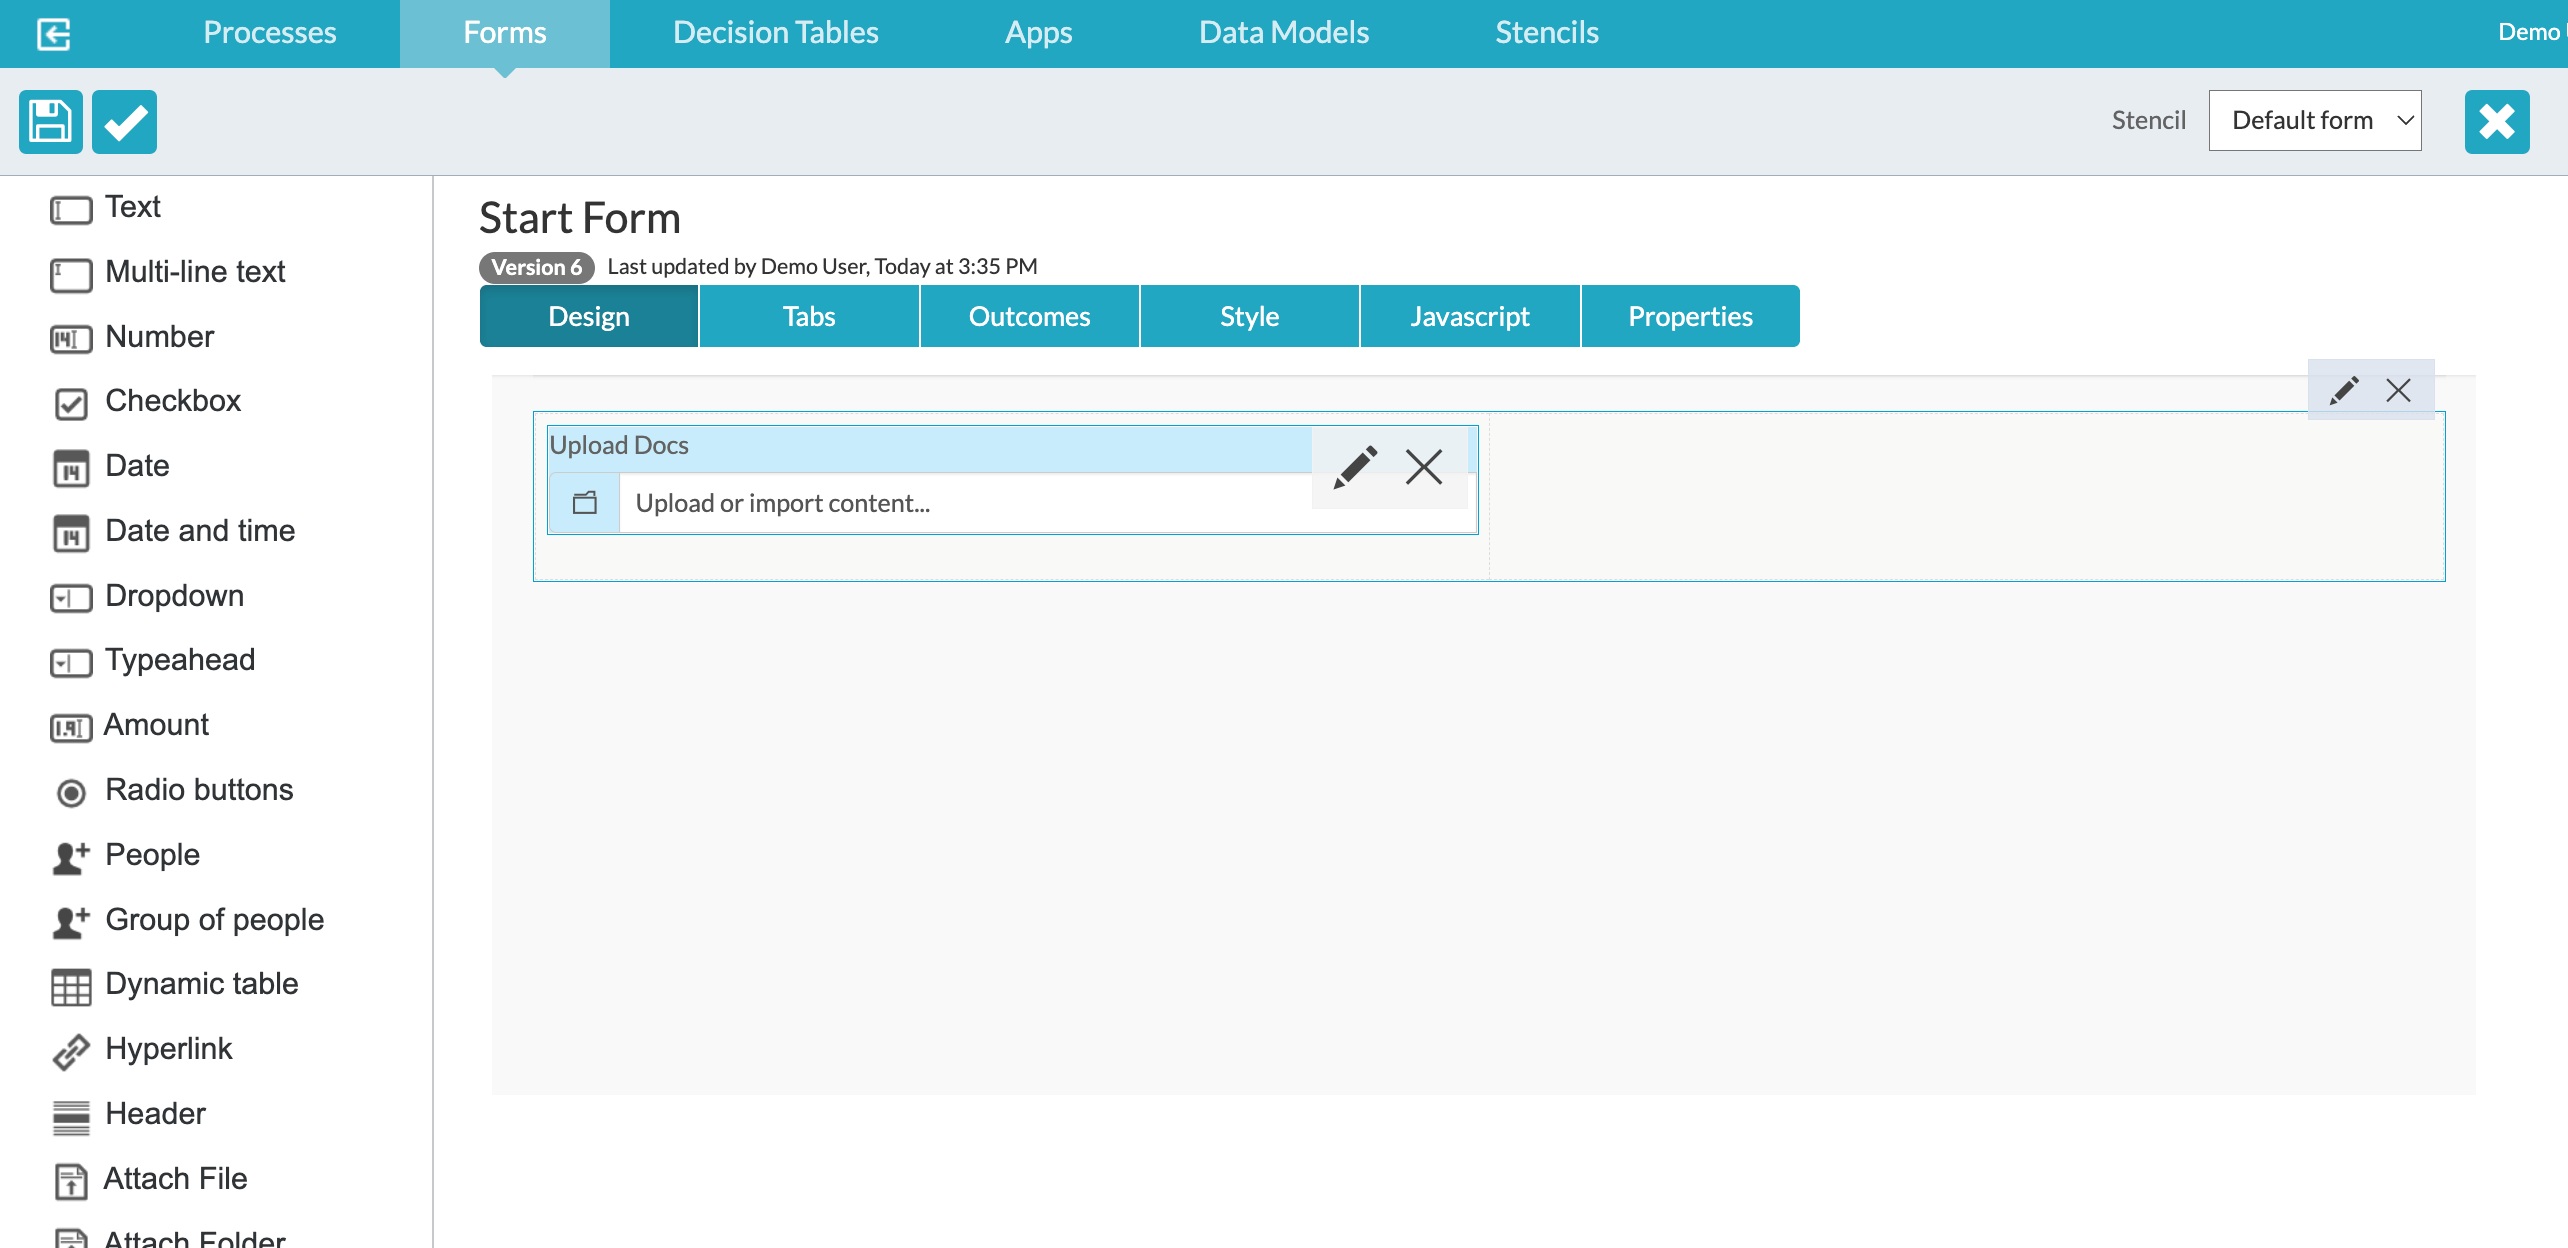 Processes Forms Decision Tables Apps Data Models Stencils Demo
Stencil Default form
Text
Multi-line text
Number
Checkbox
Date
Date and time
Dropdown
Typeahead
Amount
Radio buttons
People
Group of people
Dynamic table
Hyperlink
Header
Attach File
Attach Folder
Start Form
Version 6 Last updated by Demo User, Today at 3:35 PM
Design Tabs Outcomes Style Javascript Properties
Upload Docs
Upload or import content...